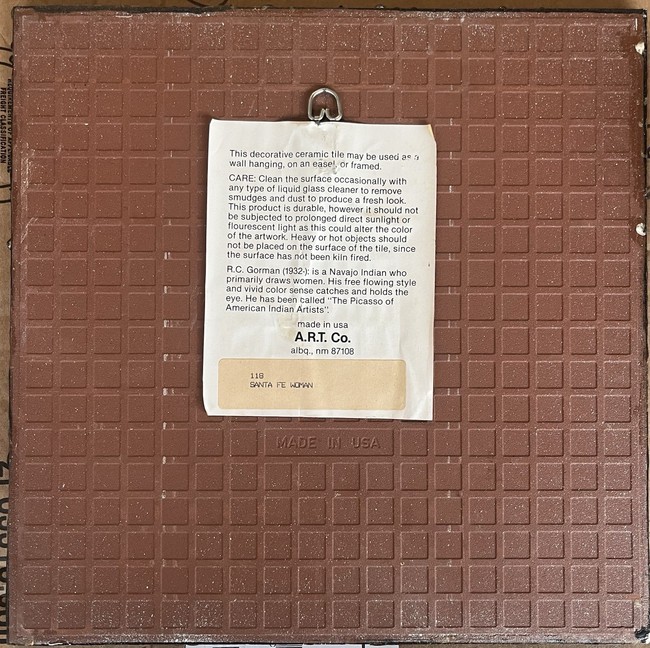 This decorative ceramic tile may be used as a
wall hanging, on an easel, or framed.
CARE: Clean the surface occasionally with
any type of liquid glass cleaner to remove
smudges and dust to produce a fresh look.
This product is durable, however it should not
be subjected to prolonged direct sunlight or
flourescent light as this could alter the color
of the artwork. Heavy or hot objects should
not be placed on the surface of the tile, since
the surface has not been kiln fired.
R.C. Gorman (1932-): is a Navajo Indian who
primarily draws women. His free flowing style
and vivid color sense catches and holds the
eye. He has been called "The Picasso of
American Indian Artists".
made in usa
A.R.T. Co.
albq., nm 87108
118
SANTA FE WOMAN
MADE IN USA
FREIGHT CLASSIFICATION